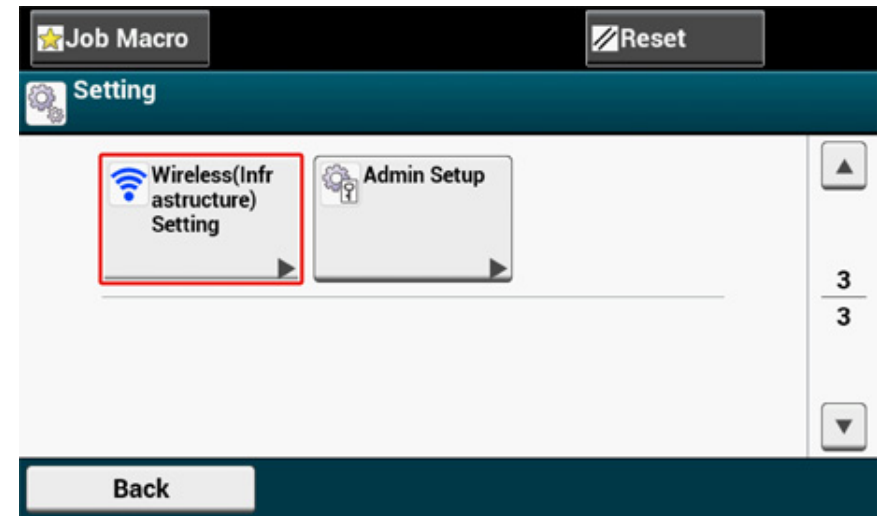 Job Macro
Reset
Setting
Wireless(Infr
astructure)
Setting
Admin Setup
3
3
Back